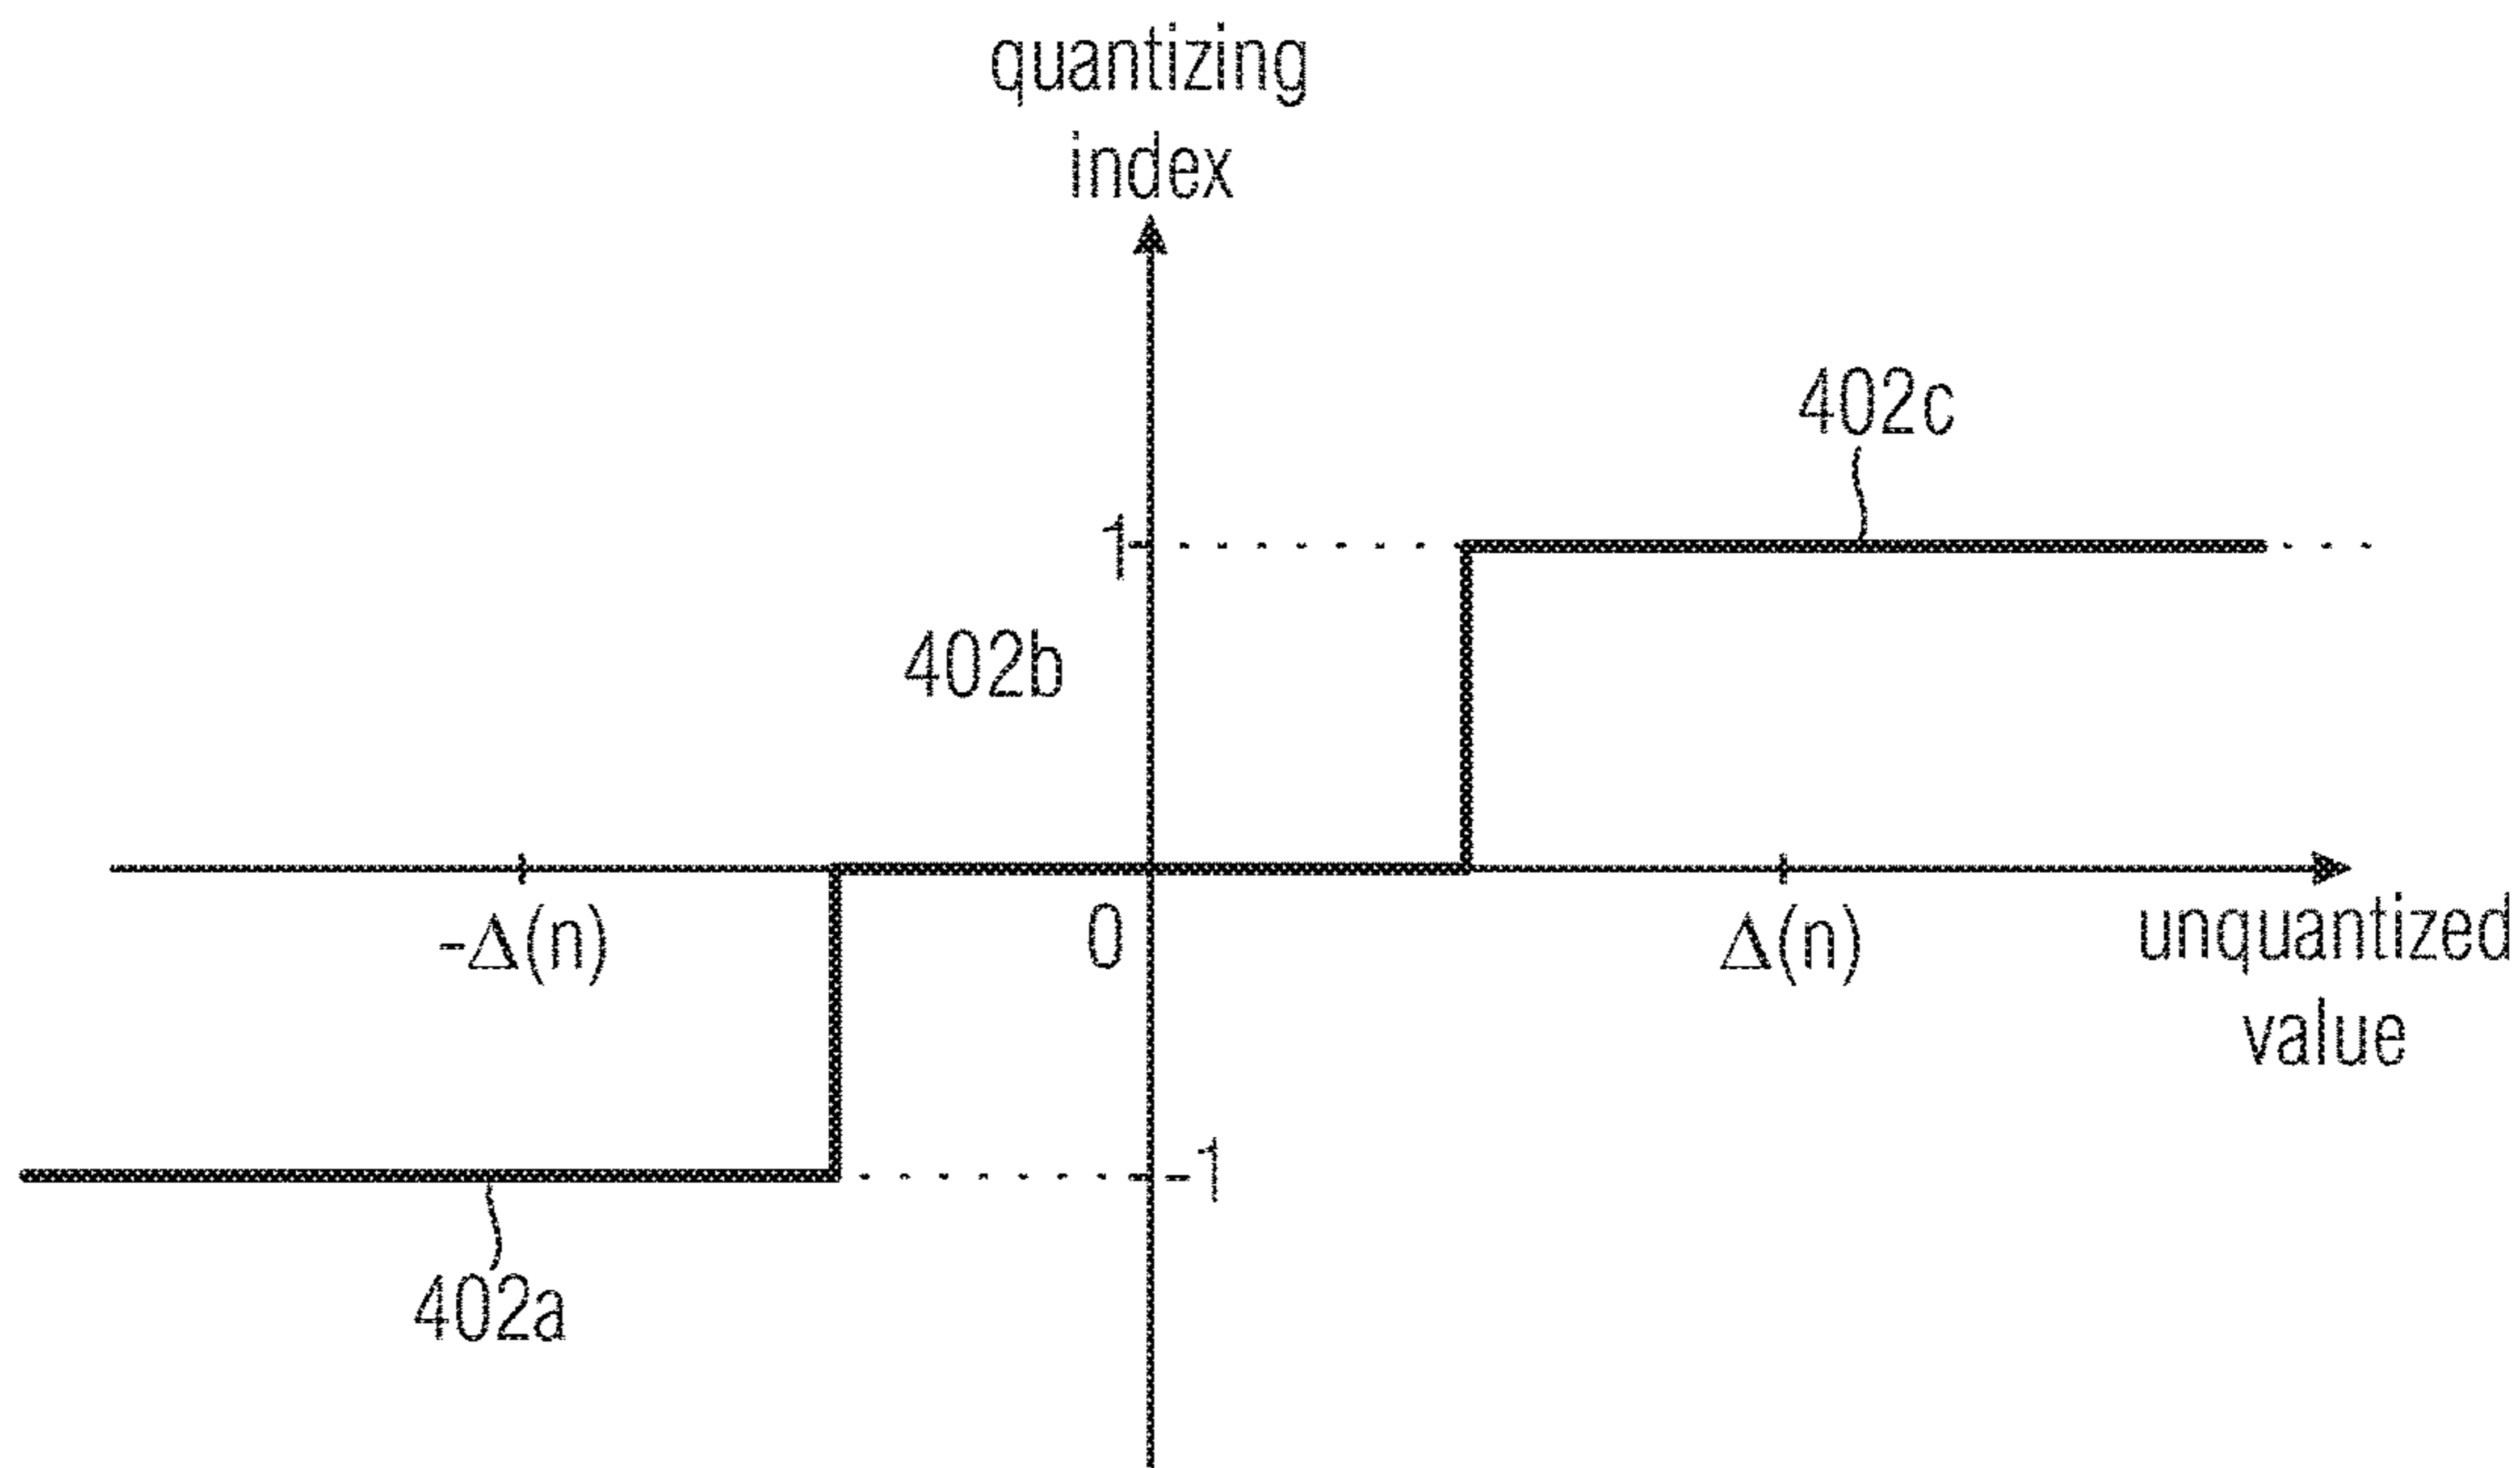 quantizing
index
402c
1
402b
-Δ(n)
0
Δ(n)
unquantized
value
-1
402a